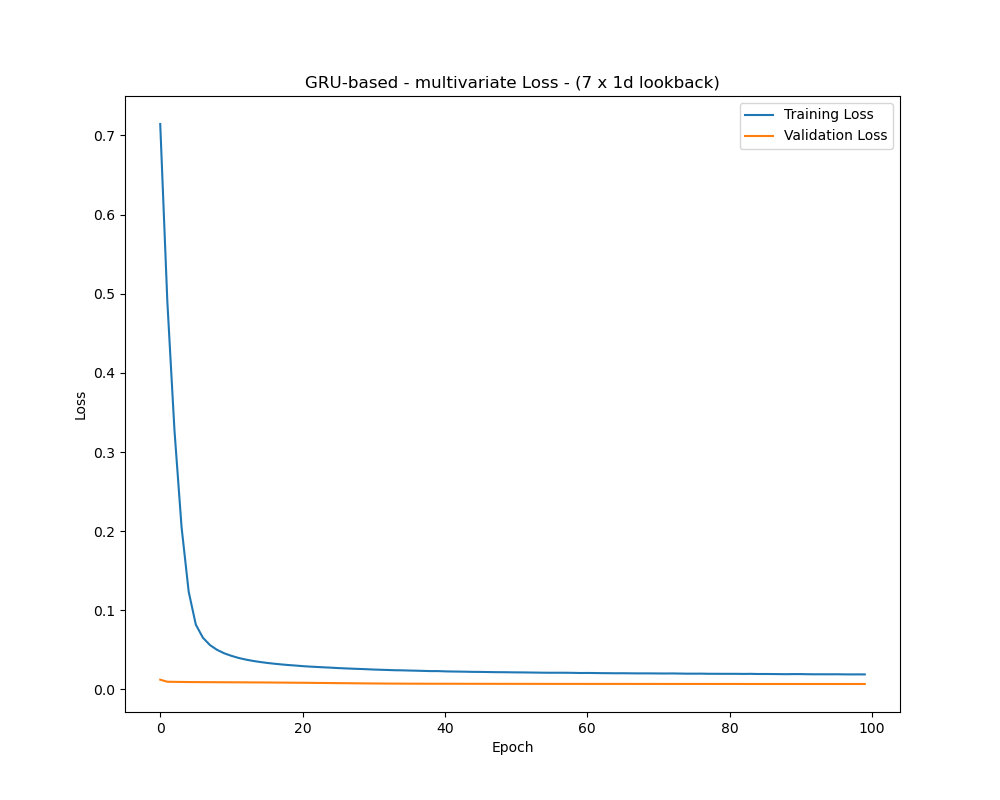 GRU-based - multivariate Loss - (7 x 1d lookback)
Training Loss
Validation Loss
0.7
0.6
0.5
0.4
0.3
0.2
0.1
0.0
Loss
0 20 40 60 80 100
Epoch